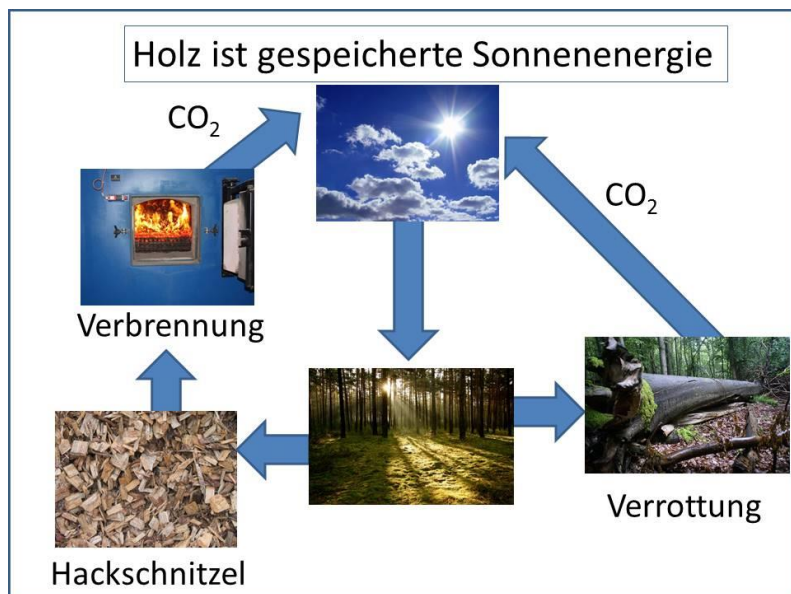 Holz ist gespeicherte Sonnenenergie
CO₂
CO₂
Verbrennung
Verrottung
Hackschnitzel